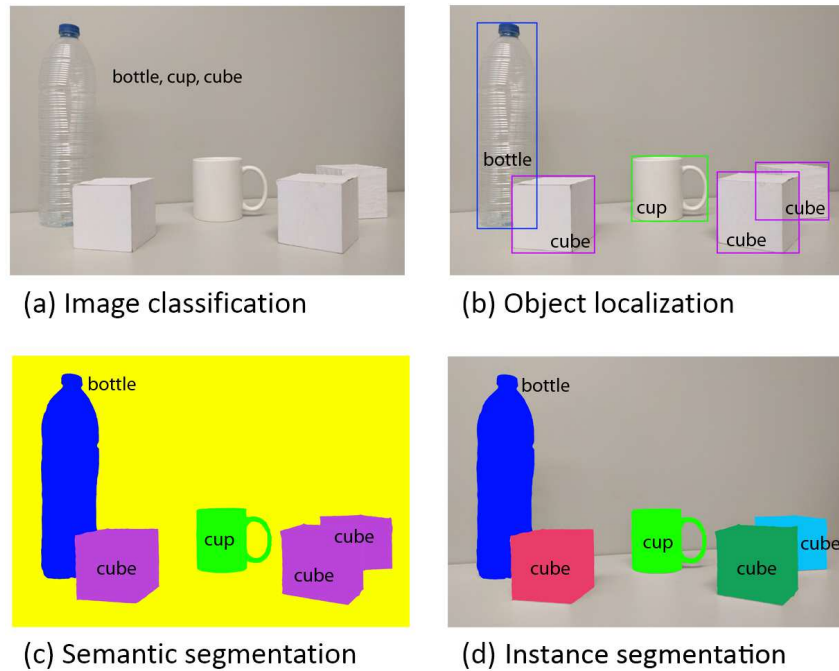 bottle, cup, cube
(a) Image classification
bottle
cup
cube
cube
cube
(b) Object localization
bottle
cup
cube
cube
cube
(c) Semantic segmentation
bottle
cup
cube
cube
cube
(d) Instance segmentation